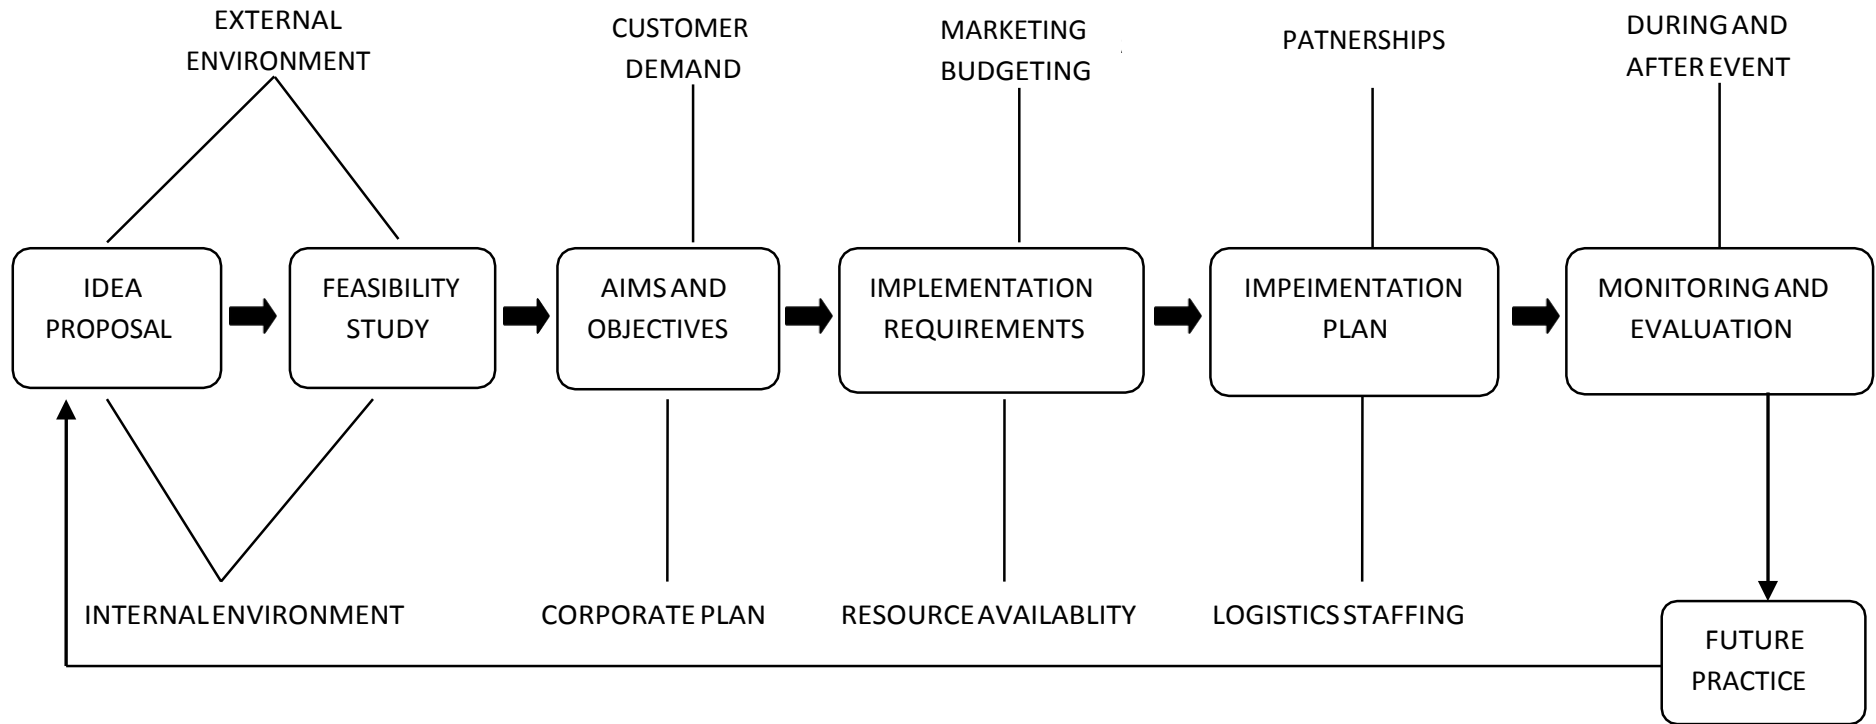 EXTERNAL
ENVIRONMENT
CUSTOMER
DEMAND
MARKETING
BUDGETING
PATNERSHIPS
DURING AND
AFTER EVENT
IDEA
PROPOSAL
FEASIBILITY
STUDY
AIMS AND
OBJECTIVES
IMPLEMENTATION
REQUIREMENTS
IMPEIMENTATION
PLAN
MONITORING AND
EVALUATION
INTERNAL ENVIRONMENT
CORPORATE PLAN
RESOURCE AVAILABLITY
LOGISTICS STAFFING
FUTURE
PRACTICE